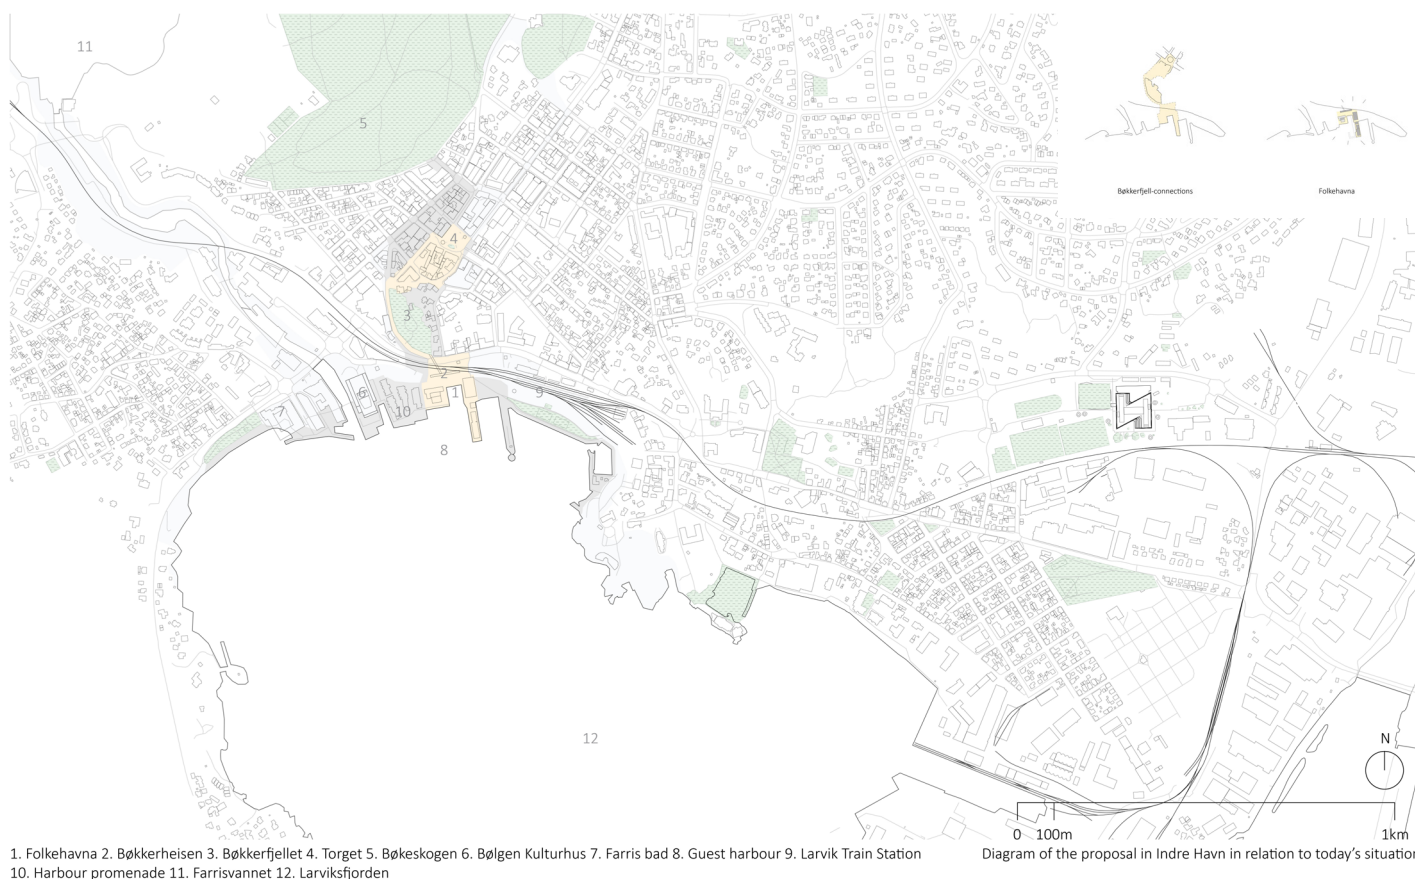 11
5
4
3
2
1
6
7
10
9
8
12
Bøkkerfjell-connections
Folkehavna
N
0 100m 1km
1. Folkehavna 2. Bøkkerheisen 3. Bøkkerfjellet 4. Torget 5. Bøkeskogen 6. Bølgen Kulturhus 7. Farris bad 8. Guest harbour 9. Larvik Train Station
10. Harbour promenade 11. Farrisvannet 12. Larviksfjorden
Diagram of the proposal in Indre Havn in relation to today's situation